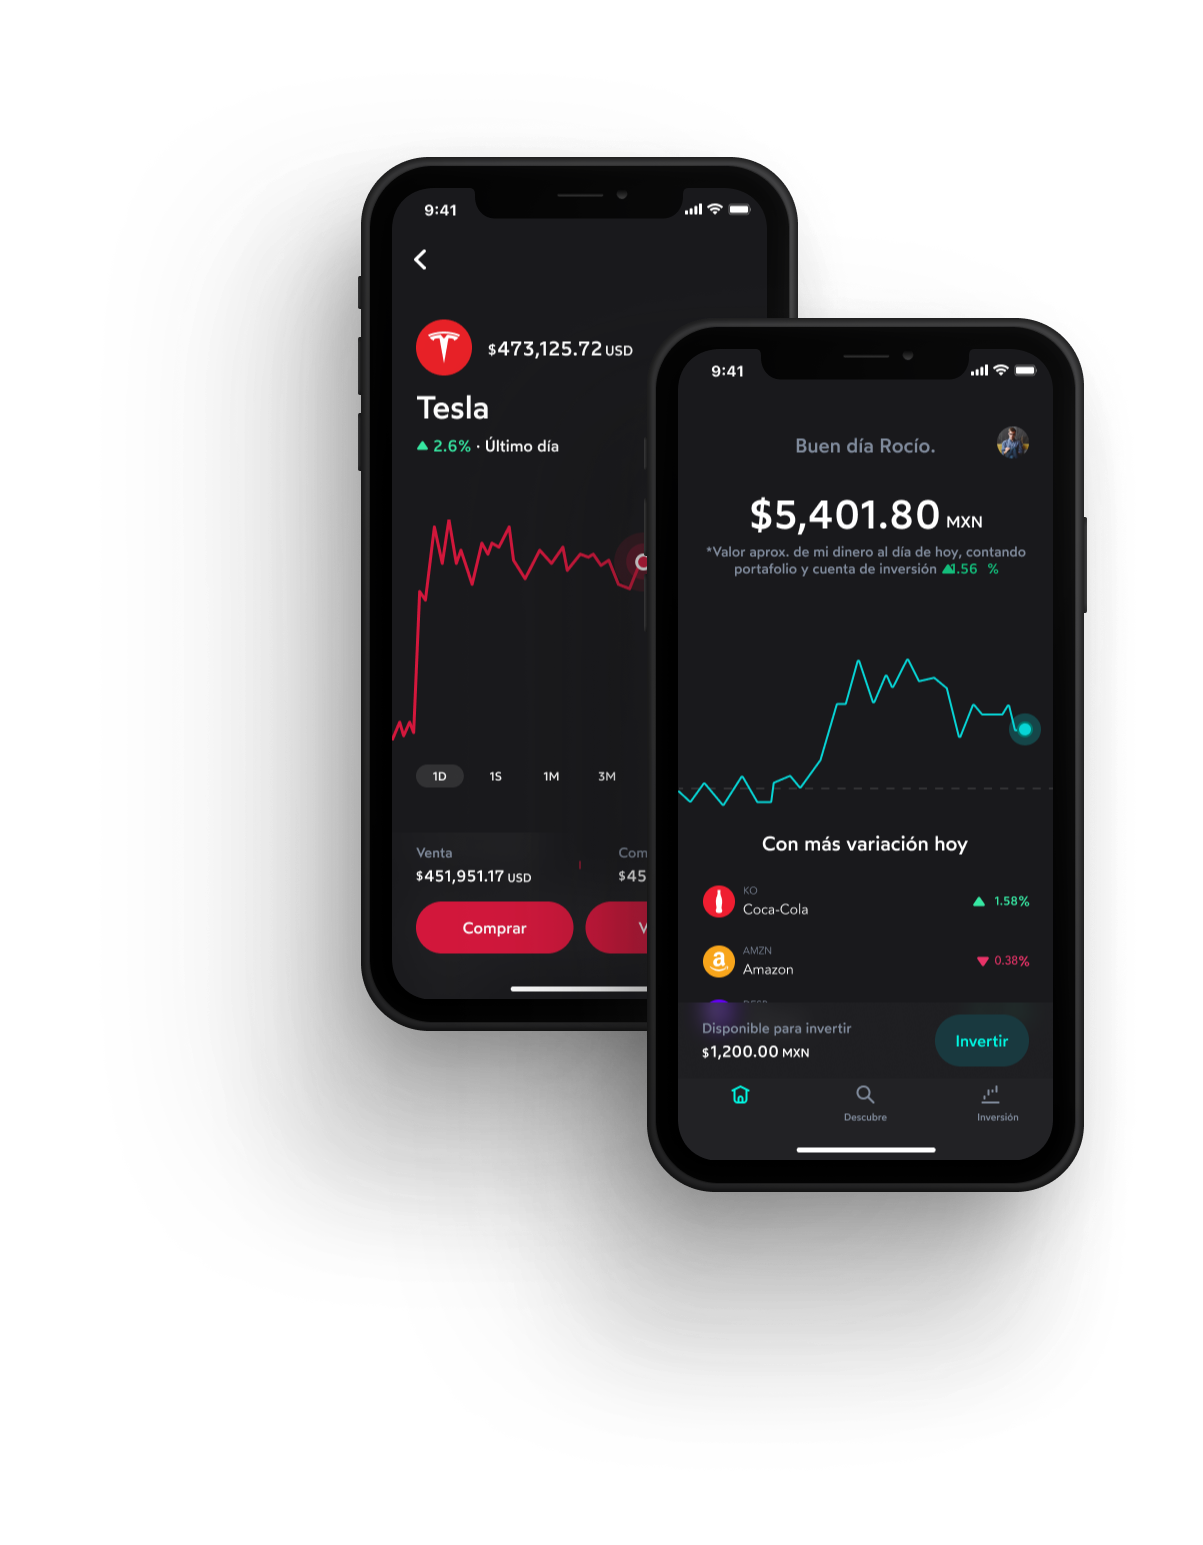 9:41
$473,125.72 USD
Tesla
2.6% · Último día
1D 1S 1M 3M
Venta
$451,951.17 USD
Com
$45
Comprar
V
9:41
Buen día Rocío.
$5,401.80 MXN
*Valor aprox. de mi dinero al día de hoy, contando
portafolio y cuenta de inversión 1.56 %
Con más variación hoy
KO
Coca-Cola
1.58%
AMZN
Amazon
0.38%
Disponible para invertir
$1,200.00 MXN
Invertir
Descubre
Inversión